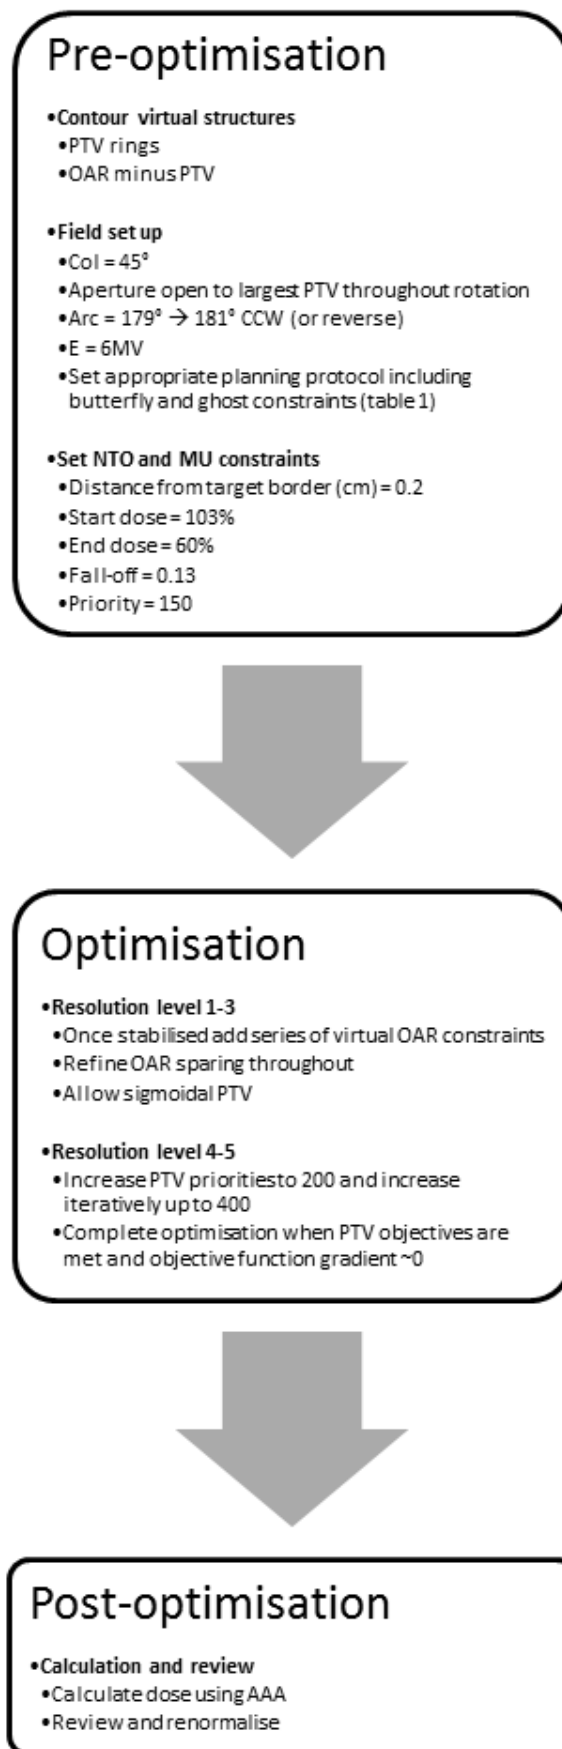 Pre-optimisation
•Contour virtual structures
•PTV rings
•OAR minus PTV
•Field set up
•Col = 45°
•Aperture open to largest PTV throughout rotation
•Arc = 179° → 181° CCW (or reverse)
•E = 6MV
•Set appropriate planning protocol including
butterfly and ghost constraints (table 1)
•Set NTO and MU constraints
•Distance from target border (cm) = 0.2
•Start dose = 103%
•End dose = 60%
•Fall-off = 0.13
•Priority = 150
Optimisation
•Resolution level 1-3
•Once stabilised add series of virtual OAR constraints
•Refine OAR sparing throughout
•Allow sigmoidal PTV
•Resolution level 4-5
•Increase PTV priorities to 200 and increase
iteratively up to 400
•Complete optimisation when PTV objectives are
met and objective function gradient ~0
Post-optimisation
•Calculation and review
•Calculate dose using AAA
•Review and renormalise